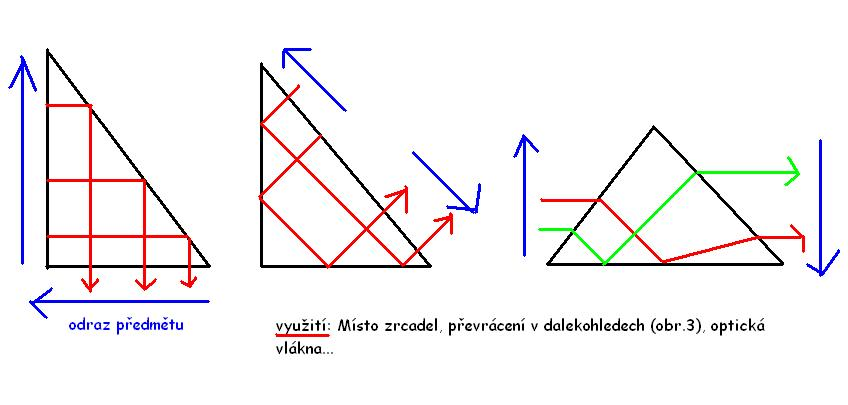 odraz předmětu
využití: Místo zrcadel, převrácení v dalekohledech (obr.3), optická
vlákna...